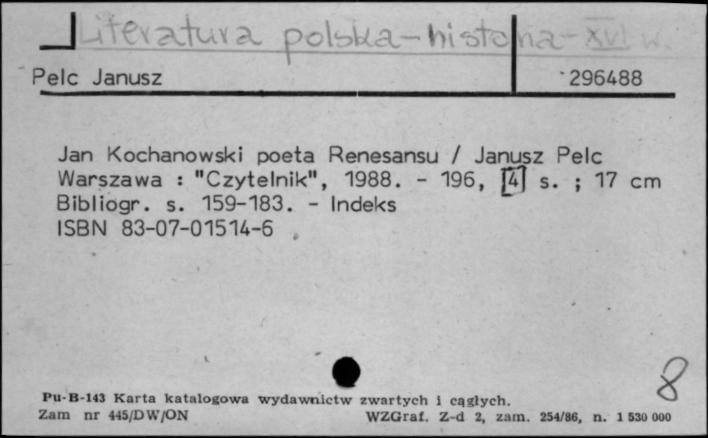 Literatura polska - historia - XVI w.
Pelc Janusz 296488
Jan Kochanowski poeta Renesansu / Janusz Pelc
Warszawa : "Czytelnik", 1988. - 196, [4] s. ; 17 cm
Bibliogr. s. 159-183. - Indeks
ISBN 83-07-01514-6
8
Pu-B-143 Karta katalogowa wydawnictw zwartych i ciągłych.
Zam nr 445/DW/ON WZGraf. Z-d 2, zam. 254/86, n. 1 530 000